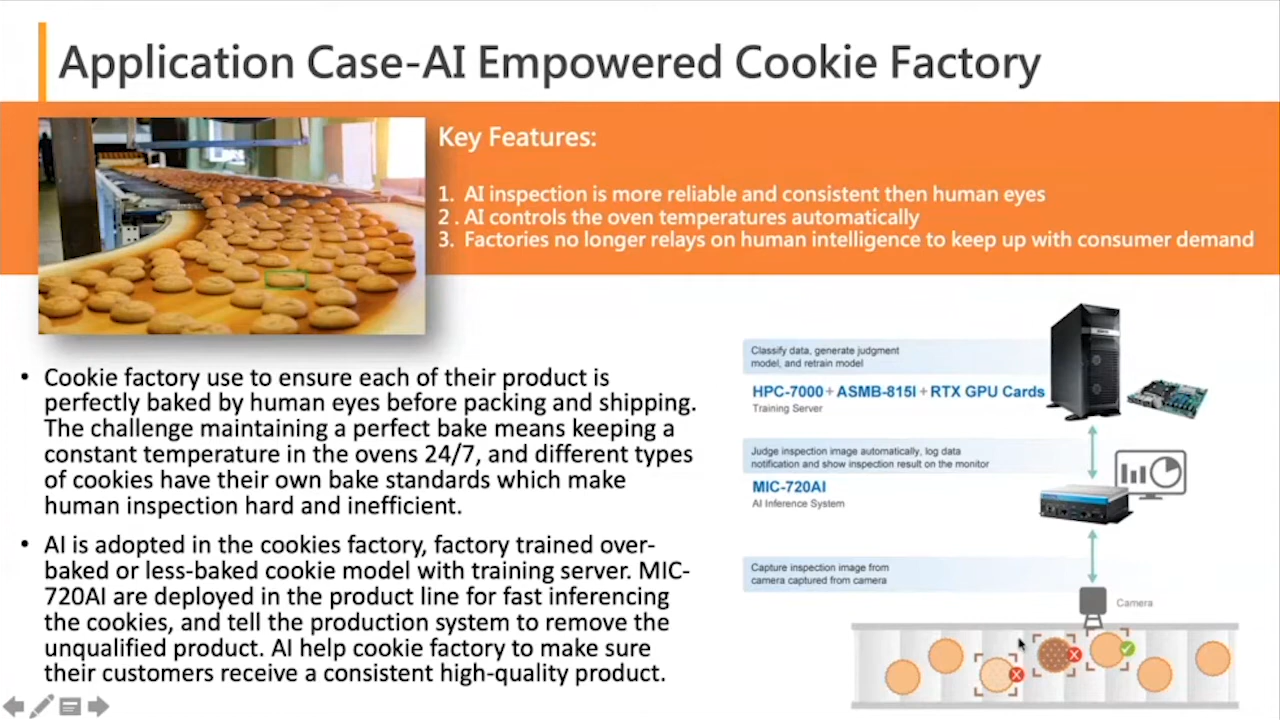 Application Case-AI Empowered Cookie Factory
Key Features:
1. AI inspection is more reliable and consistent then human eyes
2 . AI controls the oven temperatures automatically
3. Factories no longer relays on human intelligence to keep up with consumer demand
• Cookie factory use to ensure each of their product is
perfectly baked by human eyes before packing and shipping.
The challenge maintaining a perfect bake means keeping a
constant temperature in the ovens 24/7, and different types
of cookies have their own bake standards which make
human inspection hard and inefficient.
• AI is adopted in the cookies factory, factory trained over-
baked or less-baked cookie model with training server. MIC-
720AI are deployed in the product line for fast inferencing
the cookies, and tell the production system to remove the
unqualified product. AI help cookie factory to make sure
their customers receive a consistent high-quality product.
Classify data, generate judgment
model, and retrain model
HPC-7000 + ASMB-815I + RTX GPU Cards
Training Server
Judge inspection image automatically, log data
notification and show inspection result on the monitor
MIC-720AI
AI Inference System
Capture inspection image from
camera captured from camera
Camera